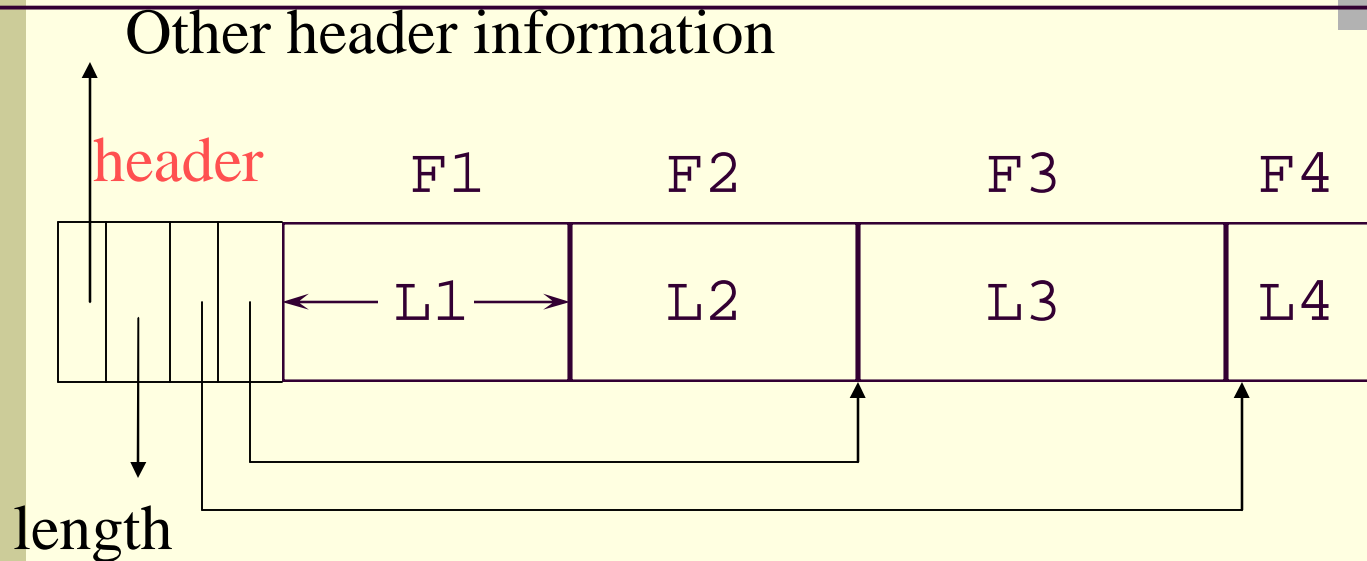 Other header information
header
F1 F2 F3 F4
L1 L2 L3 L4
length